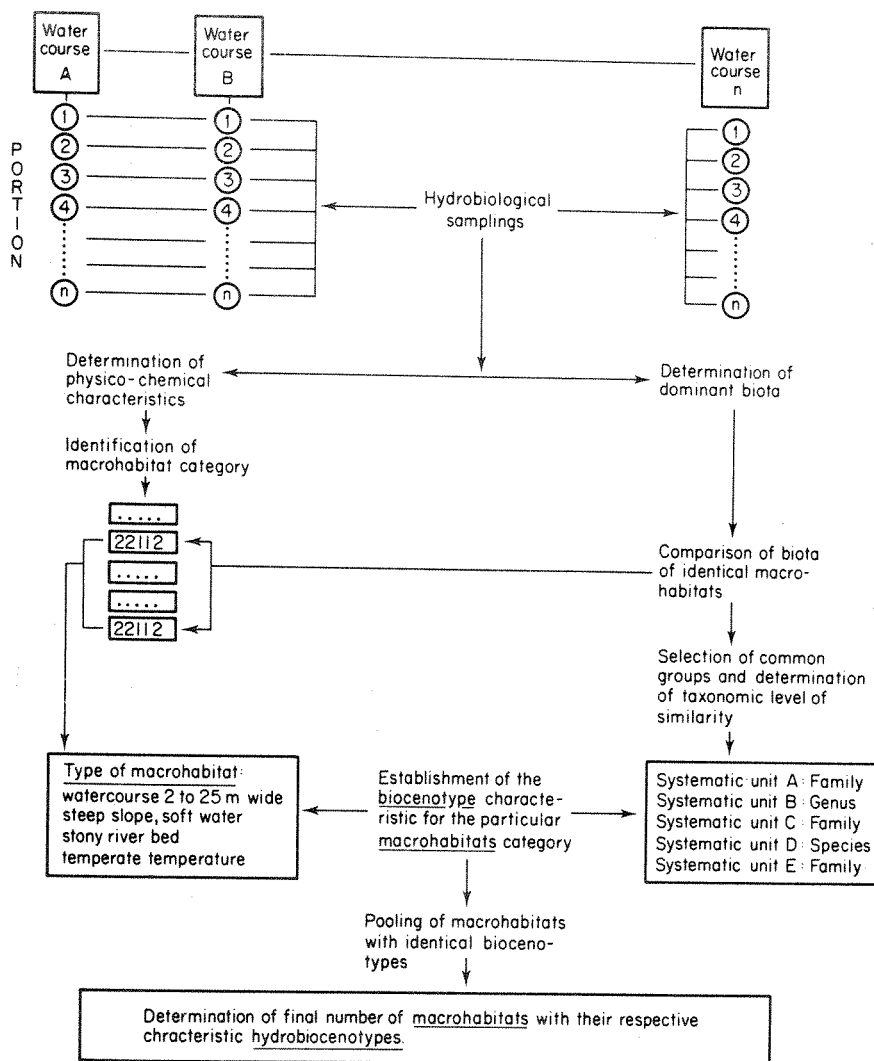 Water
course
A
Water
course
B
Water
course
n
PORTION
1
2
3
4
n
1
2
3
4
n
1
2
3
4
n
Hydrobiological
samplings
Determination of
physico-chemical
characteristics
Determination of
dominant biota
Identification of
macrohabitat category
.....
22112
.....
.....
22112
Comparison of biota
of identical macro-
habitats
Selection of common
groups and determination
of taxonomic level of
similarity
Type of macrohabitat:
watercourse 2 to 25 m wide
steep slope, soft water
stony river bed
temperate temperature
Establishment of the
biocenotype characte-
ristic for the particular
macrohabitats category
Systematic unit A: Family
Systematic unit B: Genus
Systematic unit C: Family
Systematic unit D: Species
Systematic unit E: Family
Pooling of macrohabitats
with identical bioceno-
types
Determination of final number of macrohabitats with their respective
chracteristic hydrobiocenotypes.